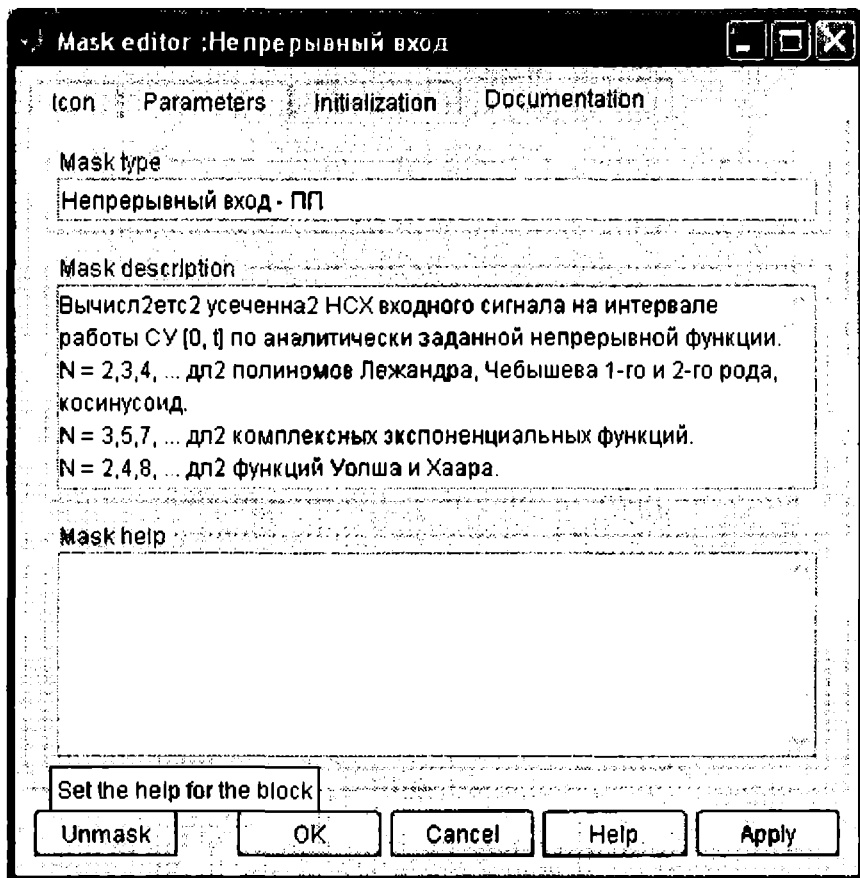 Mask editor :Непрерывный вход
Icon Parameters Initialization Documentation
Mask type
Непрерывный вход - ПП
Mask description
Вычисл2етс2 усеченна2 НСХ входного сигнала на интервале
работы СУ [0, t] по аналитически заданной непрерывной функции.
N = 2,3,4, ... дл2 полиномов Лежандра, Чебышева 1-го и 2-го рода,
косинусоид.
N = 3,5,7, ... дл2 комплексных экспоненциальных функций.
N = 2,4,8, ... дл2 функций Уолша и Хаара.
Mask help
Set the help for the block
Unmask OK Cancel Help Apply